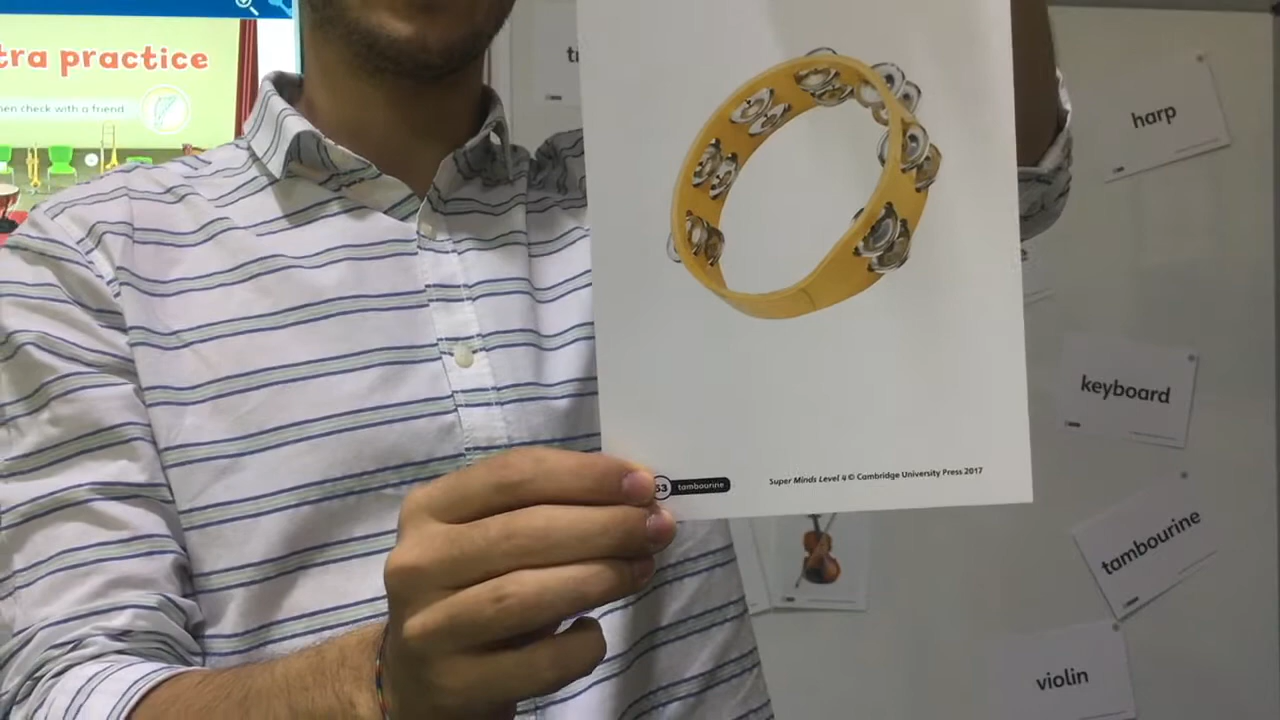 tra practice
hen check with a friend
ti
harp
keyboard
tambourine
violin
53 tambourine
Super Minds Level 4 © Cambridge University Press 2017